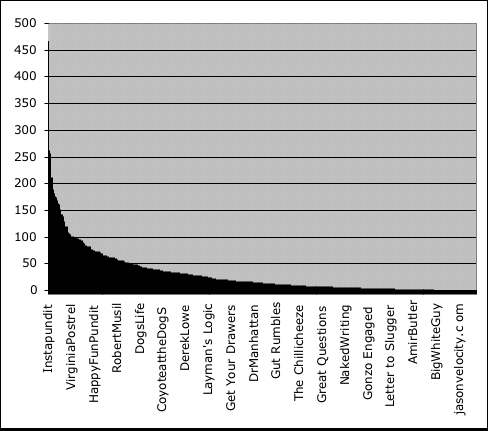 500
450
400
350
300
250
200
150
100
50
0
Instapundit
VirginiaPostrel
HappyFunPundit
RobertMusil
DogsLife
CoyoteattheDogS
DerekLowe
Layman's Logic
Get Your Drawers
DrManhattan
Gut Rumbles
The Chillicheeze
Great Questions
NakedWriting
Gonzo Engaged
Letter to Slugger
AmirButler
BigWhiteGuy
jasonvelocity.c om